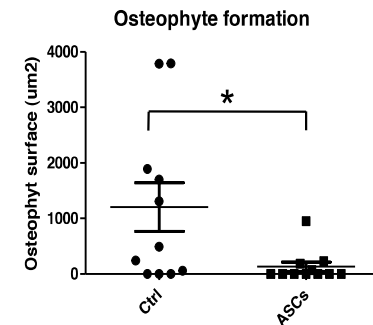 Osteophyte formation
Osteophyt surface (um2)
4000
3000
2000
1000
0
*
Ctrl
ASCs